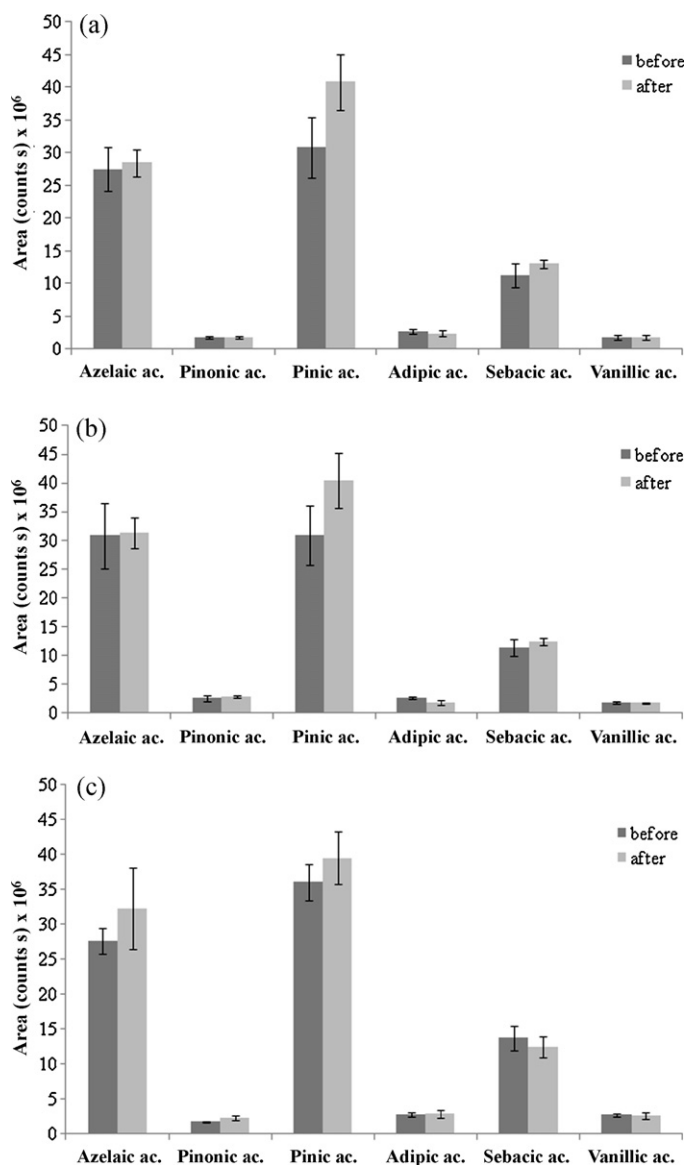 (a)
50
45
40
35
30
25
20
15
10
5
0
Area (counts s) x 10⁶
before
after
Azelaic ac. Pinonic ac. Pinic ac. Adipic ac. Sebacic ac. Vanillic ac.
(b)
50
45
40
35
30
25
20
15
10
5
0
Area (counts s) x 10⁶
before
after
Azelaic ac. Pinonic ac. Pinic ac. Adipic ac. Sebacic ac. Vanillic ac.
(c)
50
45
40
35
30
25
20
15
10
5
0
Area (counts s) x 10⁶
before
after
Azelaic ac. Pinonic ac. Pinic ac. Adipic ac. Sebacic ac. Vanillic ac.